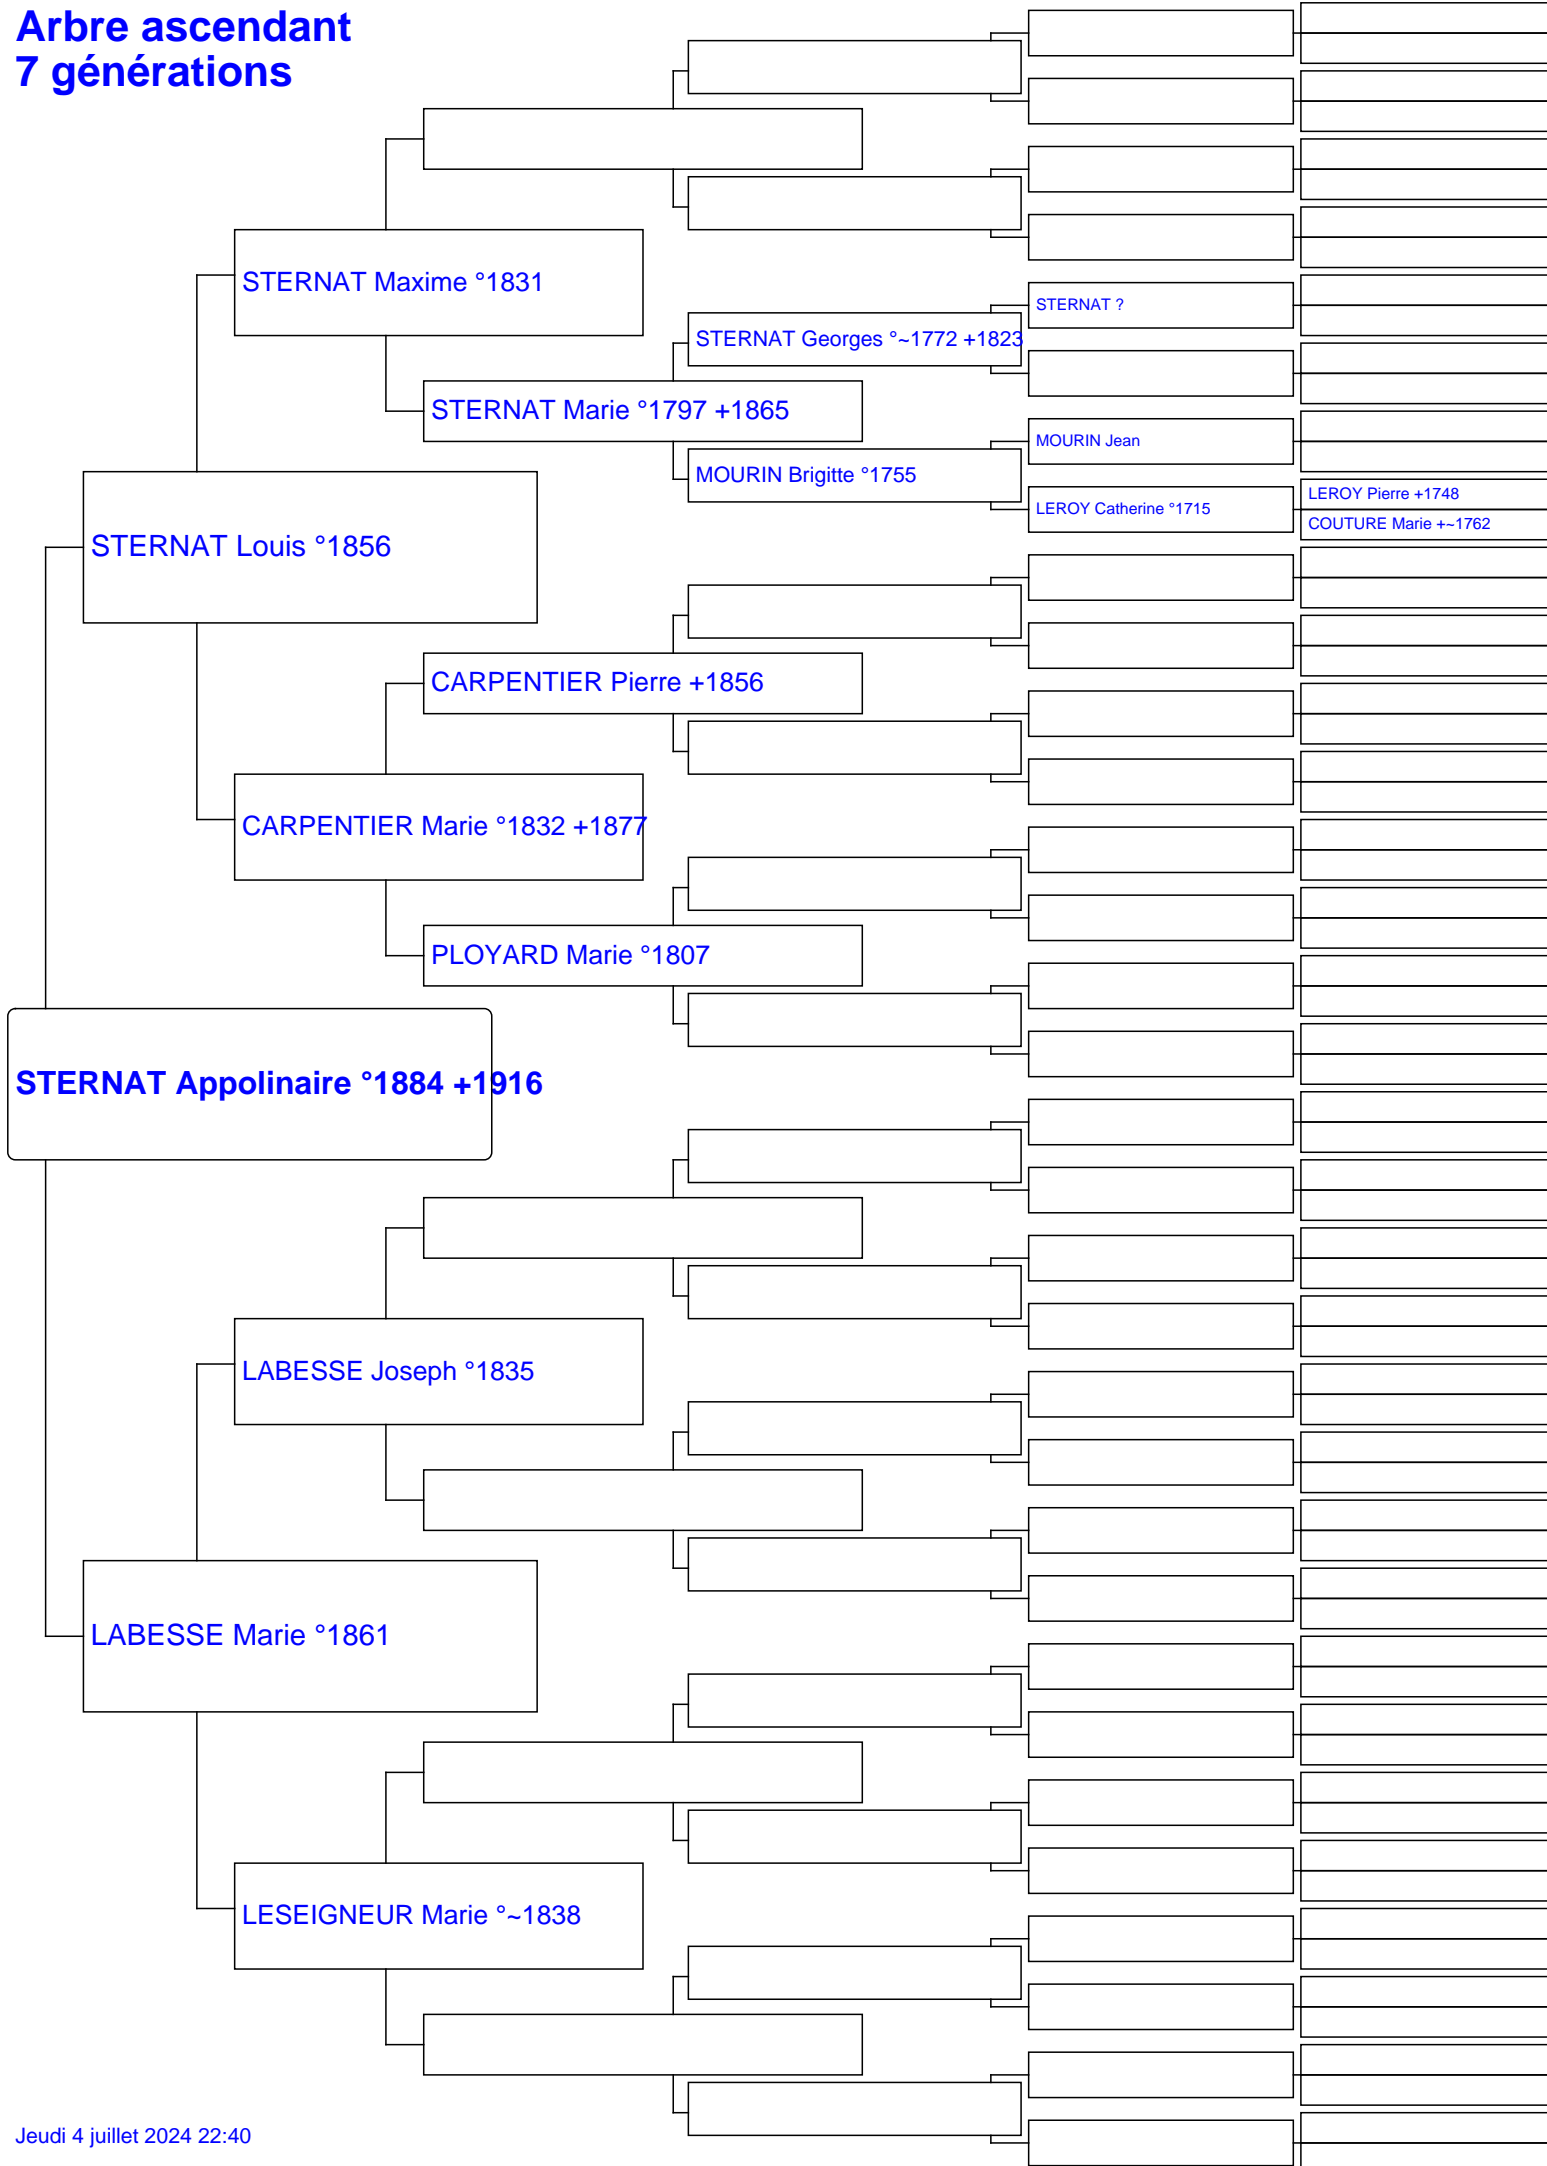 Arbre ascendant
7 générations
STERNAT Maxime °1831
STERNAT ?
STERNAT Georges °~1772 +1823
STERNAT Marie °1797 +1865
MOURIN Jean
MOURIN Brigitte °1755
LEROY Pierre +1748
LEROY Catherine °1715
COUTURE Marie +~1762
STERNAT Louis °1856
CARPENTIER Pierre +1856
CARPENTIER Marie °1832 +1877
PLOYARD Marie °1807
STERNAT Appolinaire °1884 +1916
LABESSE Joseph °1835
LABESSE Marie °1861
LESEIGNEUR Marie °~1838
Jeudi 4 juillet 2024 22:40